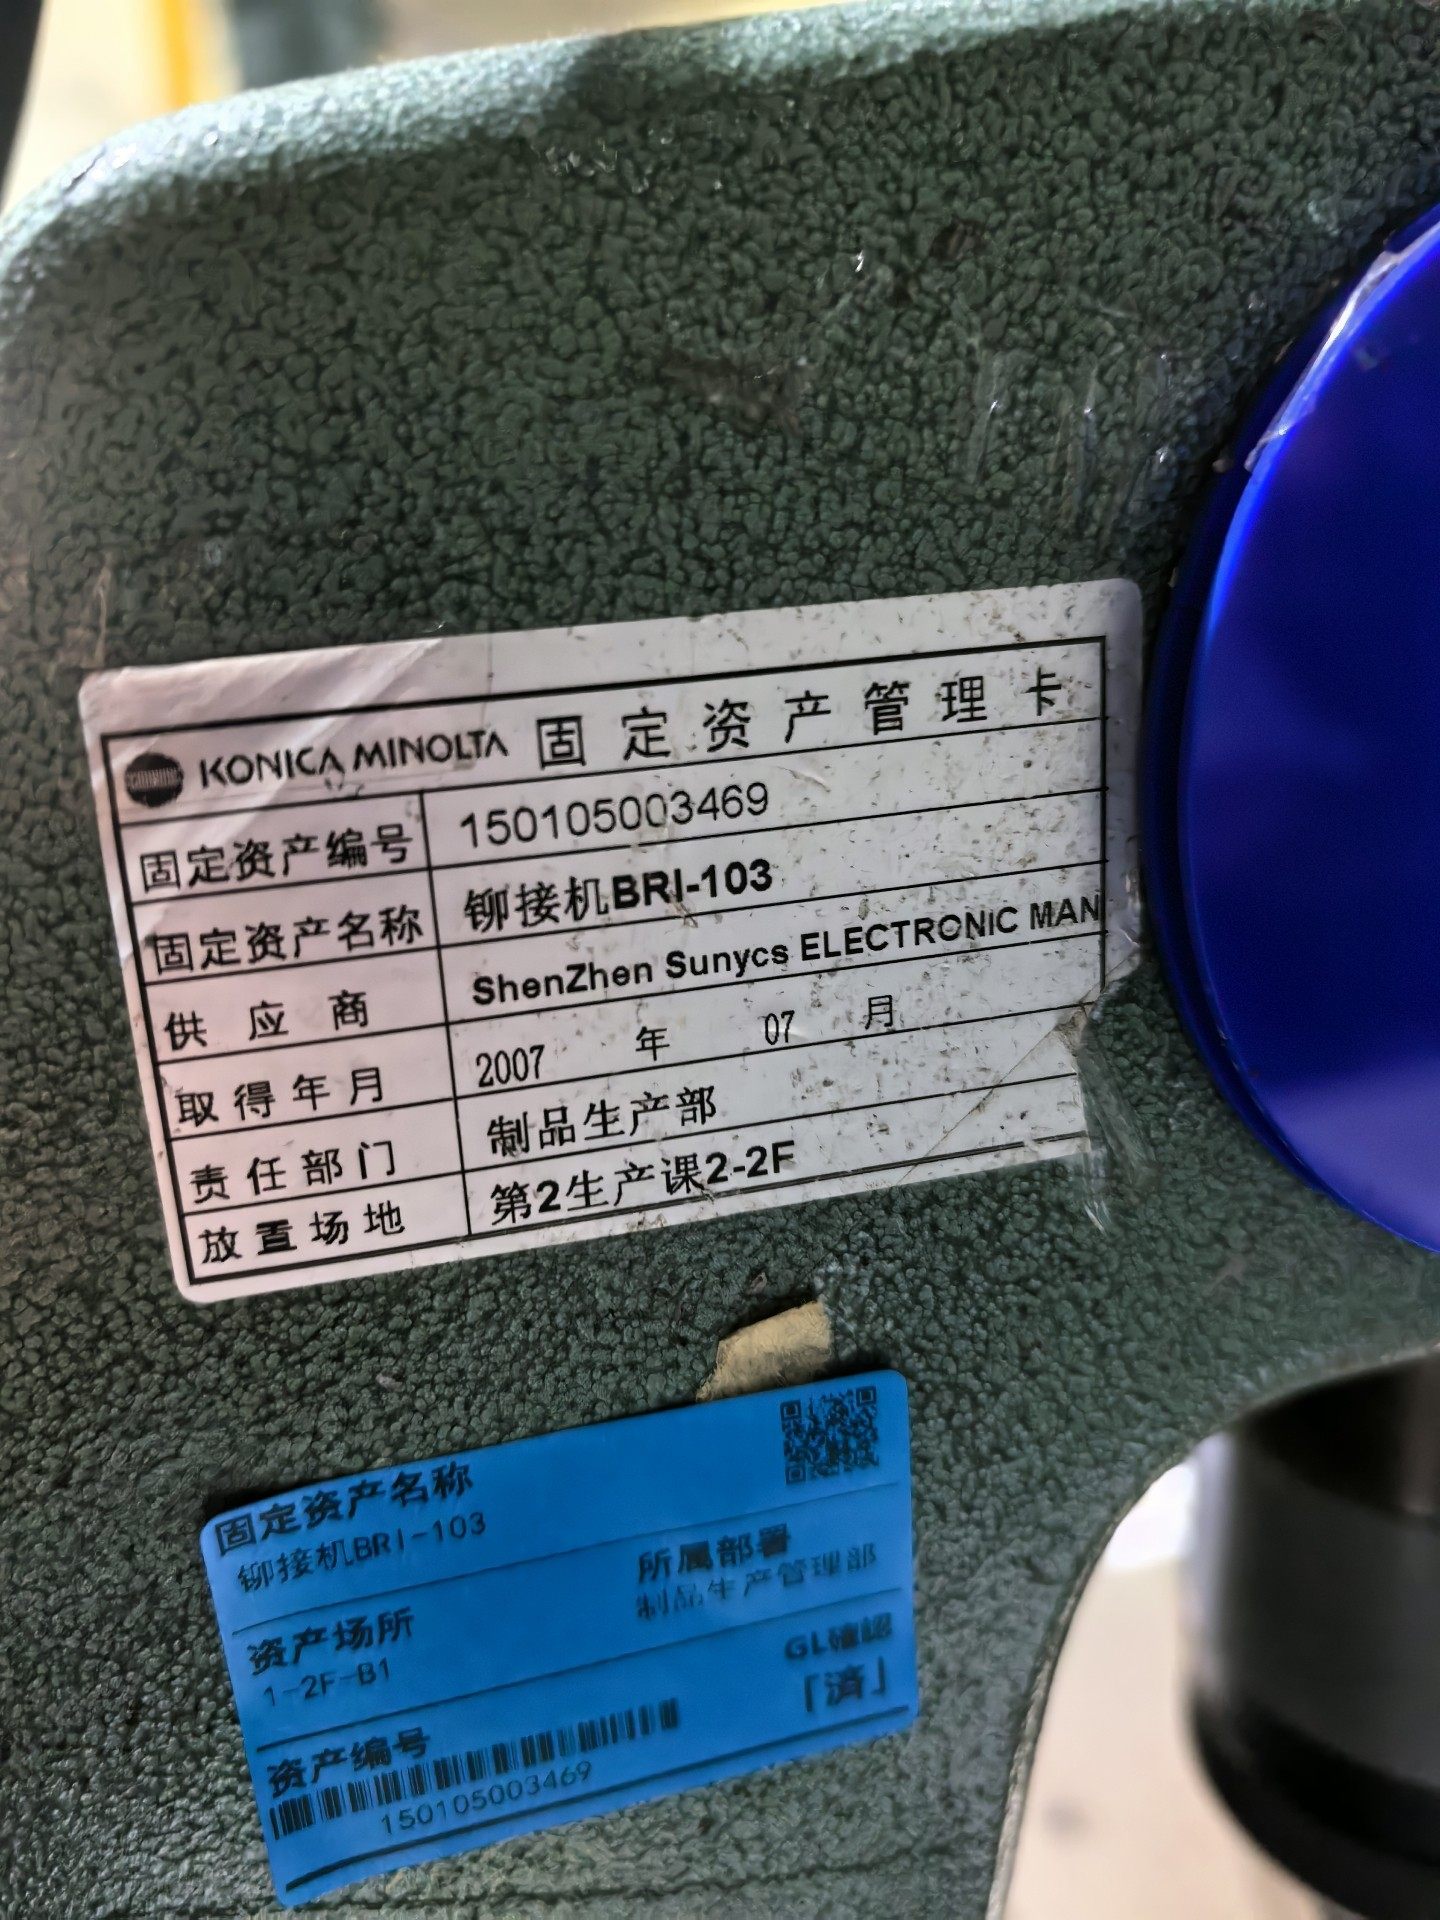 KONICA MINOLTA 固定资产管理卡
固定资产编号 150105003469
固定资产名称 铆接机BRI-103
供应商 ShenZhen Sunycs ELECTRONIC MAN
取得年月 2007 年 07 月
责任部门 制品生产部
放置场地 第2生产课2-2F
固定资产名称
铆接机BRI-103
所属部署
制品生产管理部
资产场所
1-2F-B1
GL確認
「済」
资产编号
150105003469